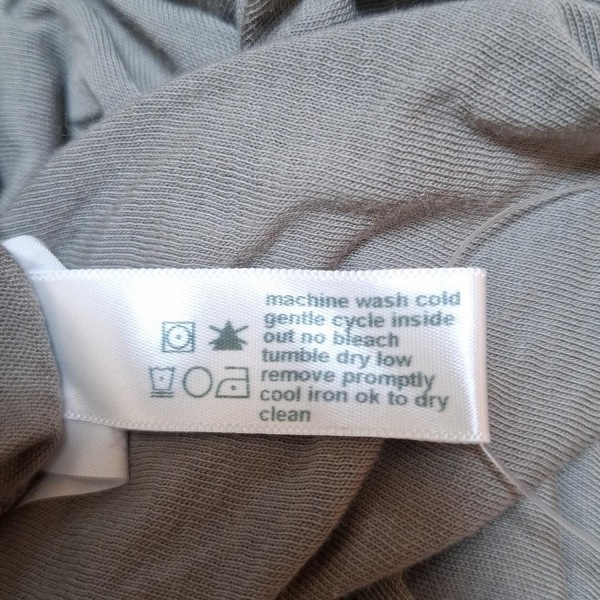 machine wash cold
gentle cycle inside
out no bleach
tumble dry low
remove promptly
cool iron ok to dry
clean